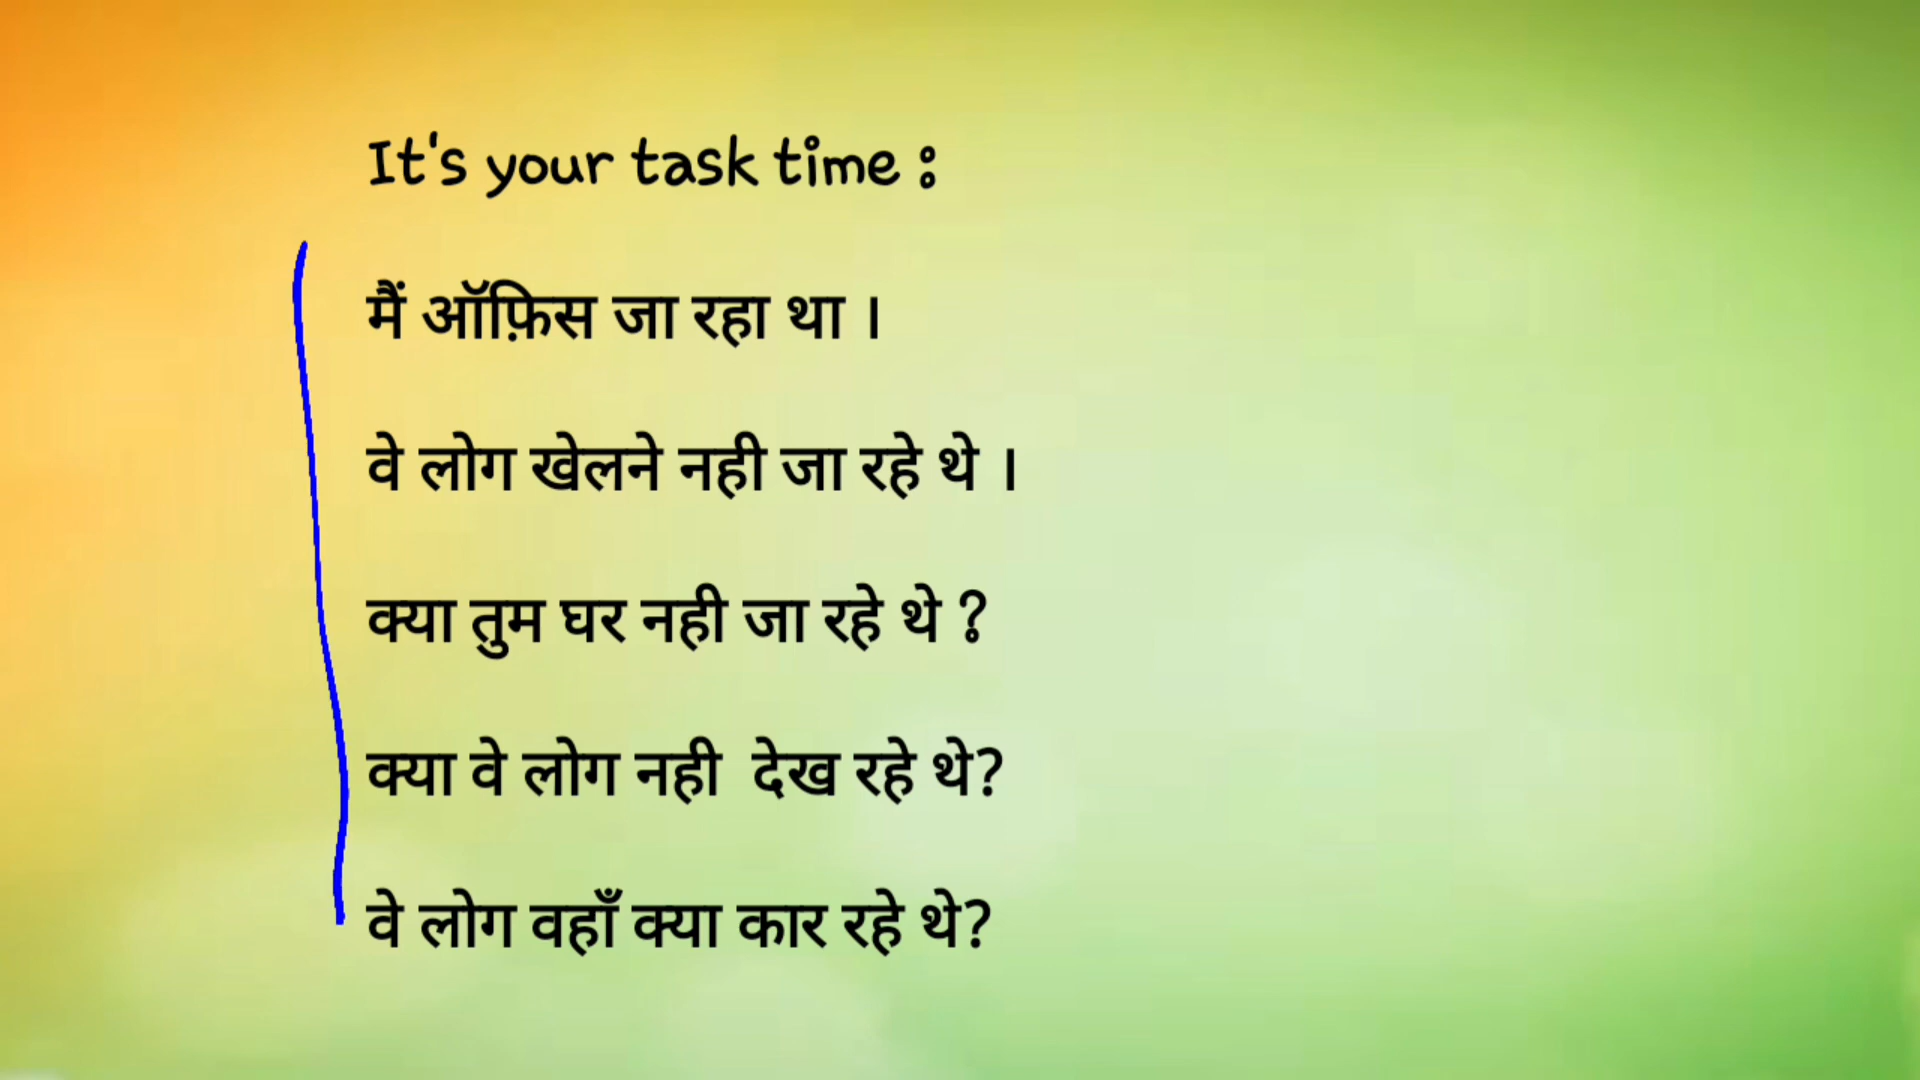 It's your task time :
मैं ऑफ़िस जा रहा था ।
वे लोग खेलने नही जा रहे थे ।
क्या तुम घर नही जा रहे थे ?
क्या वे लोग नही देख रहे थे?
वे लोग वहाँ क्या कार रहे थे?